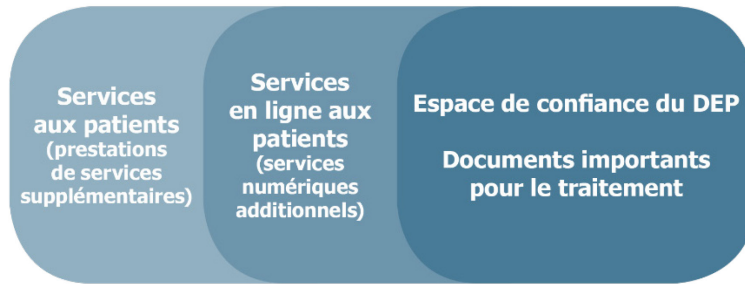 Services
aux patients
(prestations
de services
supplémentaires)
Services
en ligne aux
patients
(services
numériques
additionnels)
Espace de confiance du DEP
Documents importants
pour le traitement